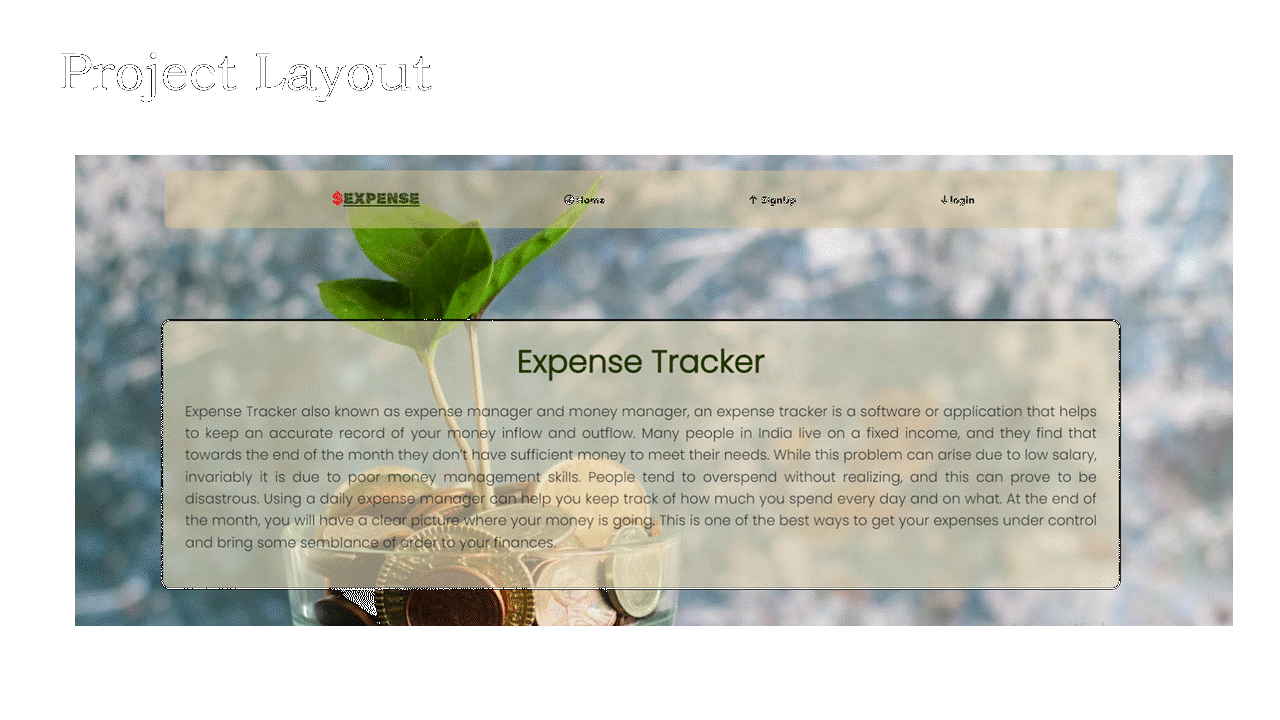 Project Layout
$EXPENSE Home SignUp login
Expense Tracker
Expense Tracker also known as expense manager and money manager, an expense tracker is a software or application that helps
to keep an accurate record of your money inflow and outflow. Many people in India live on a fixed income, and they find that
towards the end of the month they don't have sufficient money to meet their needs. While this problem can arise due to low salary,
invariably it is due to poor money management skills. People tend to overspend without realizing, and this can prove to be
disastrous. Using a daily expense manager can help you keep track of how much you spend every day and on what. At the end of
the month, you will have a clear picture where your money is going. This is one of the best ways to get your expenses under control
and bring some semblance of order to your finances.